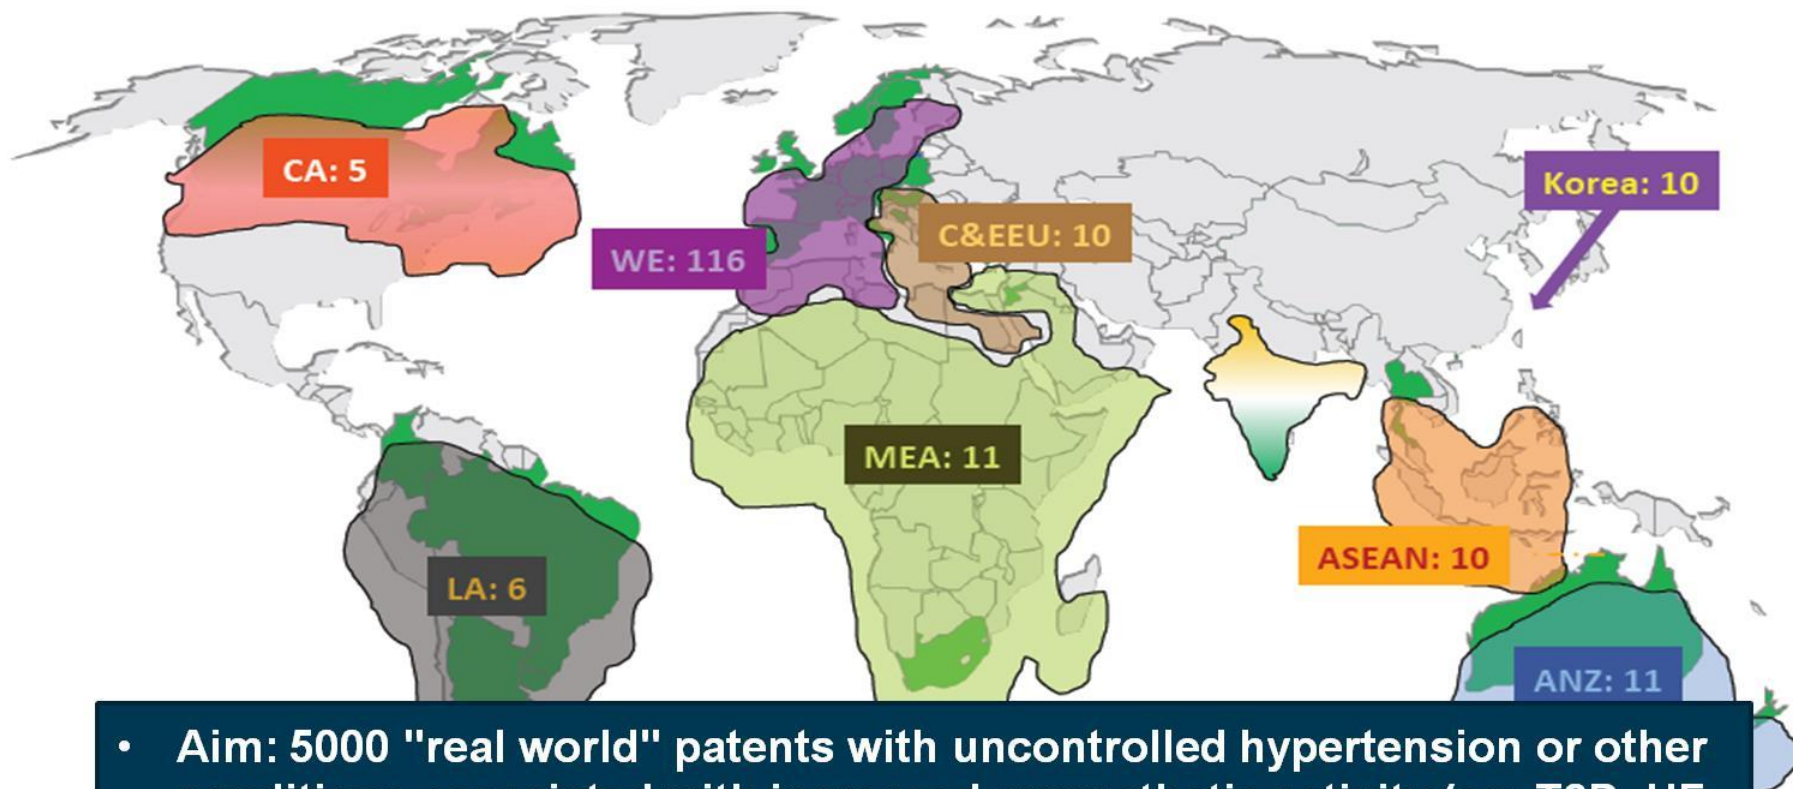 CA: 5
Korea: 10
C&EEU: 10
WE: 116
MEA: 11
ASEAN: 10
LA: 6
ANZ: 11
• Aim: 5000 "real world" patents with uncontrolled hypertension or other